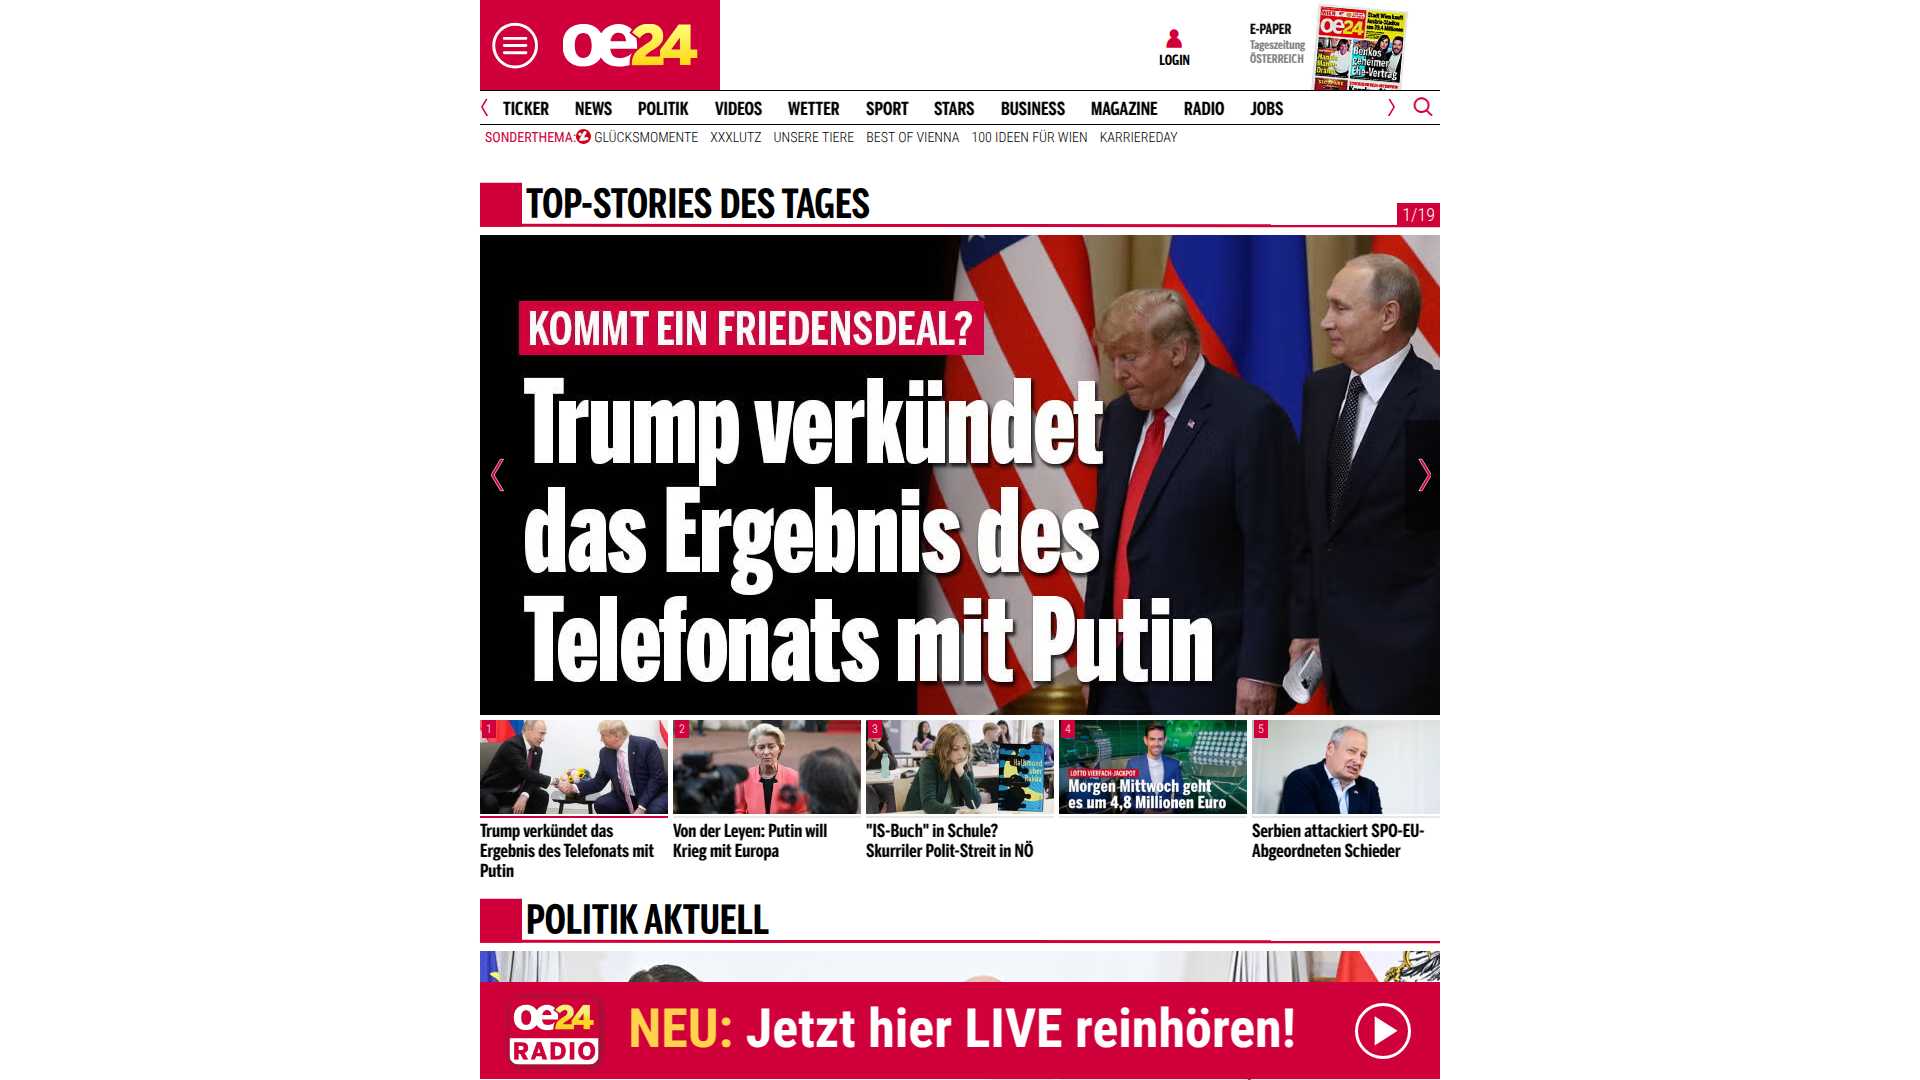 oe24
LOGIN
E-PAPER
Tageszeitung
ÖSTERREICH
oe24
TICKER NEWS POLITIK VIDEOS WETTER SPORT STARS BUSINESS MAGAZINE RADIO JOBS
SONDERTHEMA: GLÜCKSMOMENTE XXXLUTZ UNSERE TIERE BEST OF VIENNA 100 IDEEN FÜR WIEN KARRIEREDAY
TOP-STORIES DES TAGES
1/19
KOMMT EIN FRIEDENSDEAL?
Trump verkündet
das Ergebnis des
Telefonats mit Putin
1
2
3
4
5
LOTTO VIERFACH-JACKPOT
Morgen Mittwoch geht
es um 4,8 Millionen Euro
Trump verkündet das
Ergebnis des Telefonats mit
Putin
Von der Leyen: Putin will
Krieg mit Europa
"IS-Buch" in Schule?
Skurriler Polit-Streit in NÖ
Serbien attackiert SPÖ-EU-
Abgeordneten Schieder
POLITIK AKTUELL
oe24
RADIO
NEU: Jetzt hier LIVE reinhören!